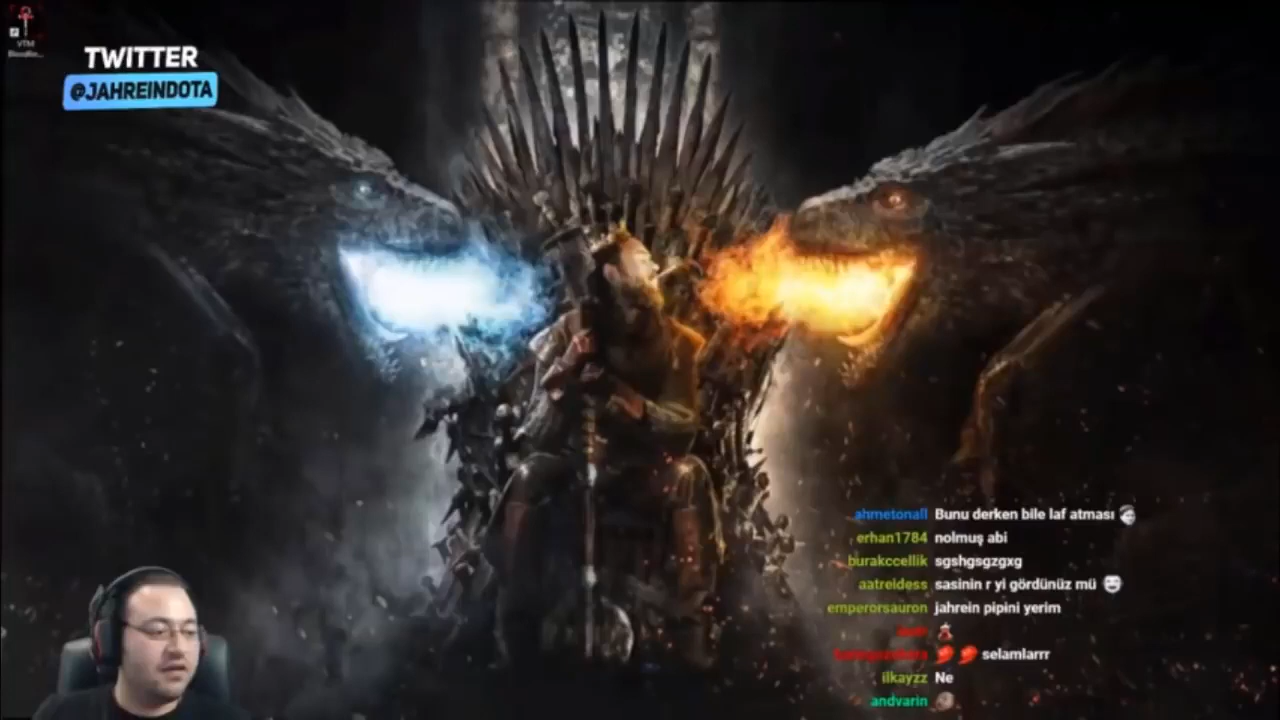 VTM
TWITTER
@JAHREINDOTA
ahmetonall Bunu derken bile laf atması
erhan1784 nolmuş abi
burakccellik sgshgsgzgxg
aatreidess sasinin r yi gördünüz mü
emperorsauron jahrein pipini yerim
selamlarrr
ilkayzz Ne
andvarin